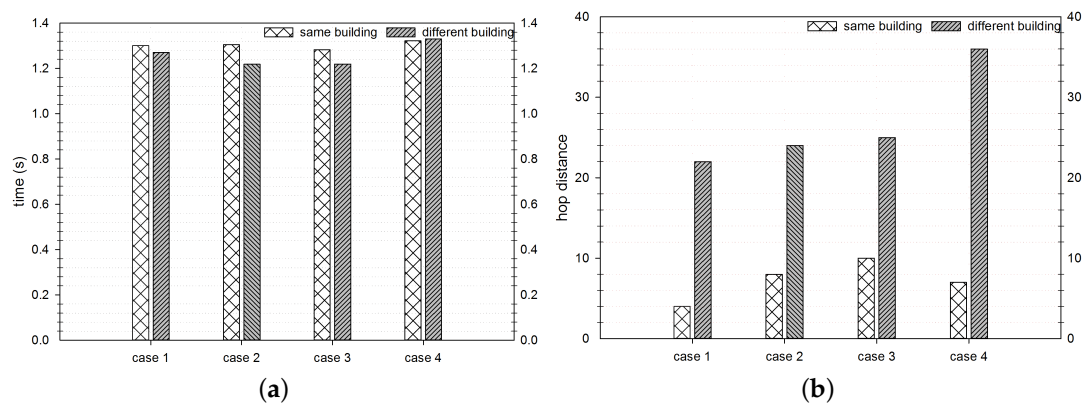 1.4 same building different building 1.4
1.2 1.2
1.0 1.0
0.8 0.8
0.6 0.6
0.4 0.4
0.2 0.2
0.0 0.0
time (s)
case 1 case 2 case 3 case 4
(a)
40 same building different building 40
30 30
20 20
10 10
0 0
hop distance
case 1 case 2 case 3 case 4
(b)